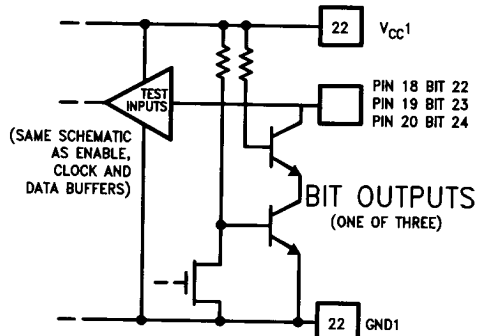 22 VCC1
TEST
INPUTS
PIN 18 BIT 22
PIN 19 BIT 23
PIN 20 BIT 24
(SAME SCHEMATIC
AS ENABLE,
CLOCK AND
DATA BUFFERS)
BIT OUTPUTS
(ONE OF THREE)
22 GND1